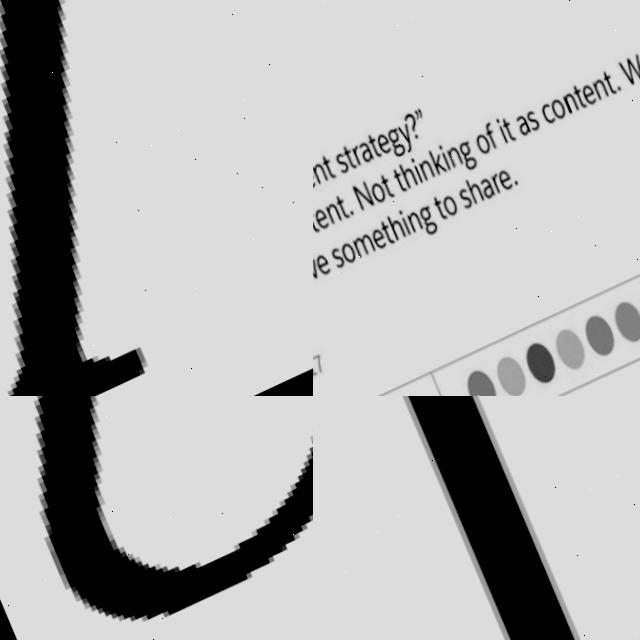 nt strategy?”
ent. Not thinking of it as content. W
ve something to share.